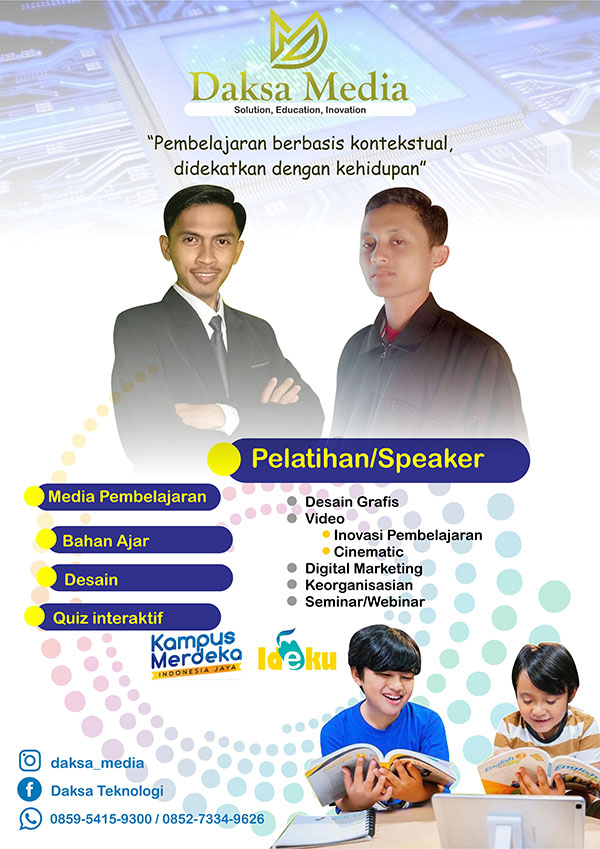 Daksa Media
Solution, Education, Inovation
“Pembelajaran berbasis kontekstual,
didekatkan dengan kehidupan”
Pelatihan/Speaker
Media Pembelajaran
Bahan Ajar
Desain
Quiz interaktif
Desain Grafis
Video
Inovasi Pembelajaran
Cinematic
Digital Marketing
Keorganisasian
Seminar/Webinar
Kampus
Merdeka
INDONESIA JAYA
Ideku
English
English
daksa_media
Daksa Teknologi
0859-5415-9300 / 0852-7334-9626